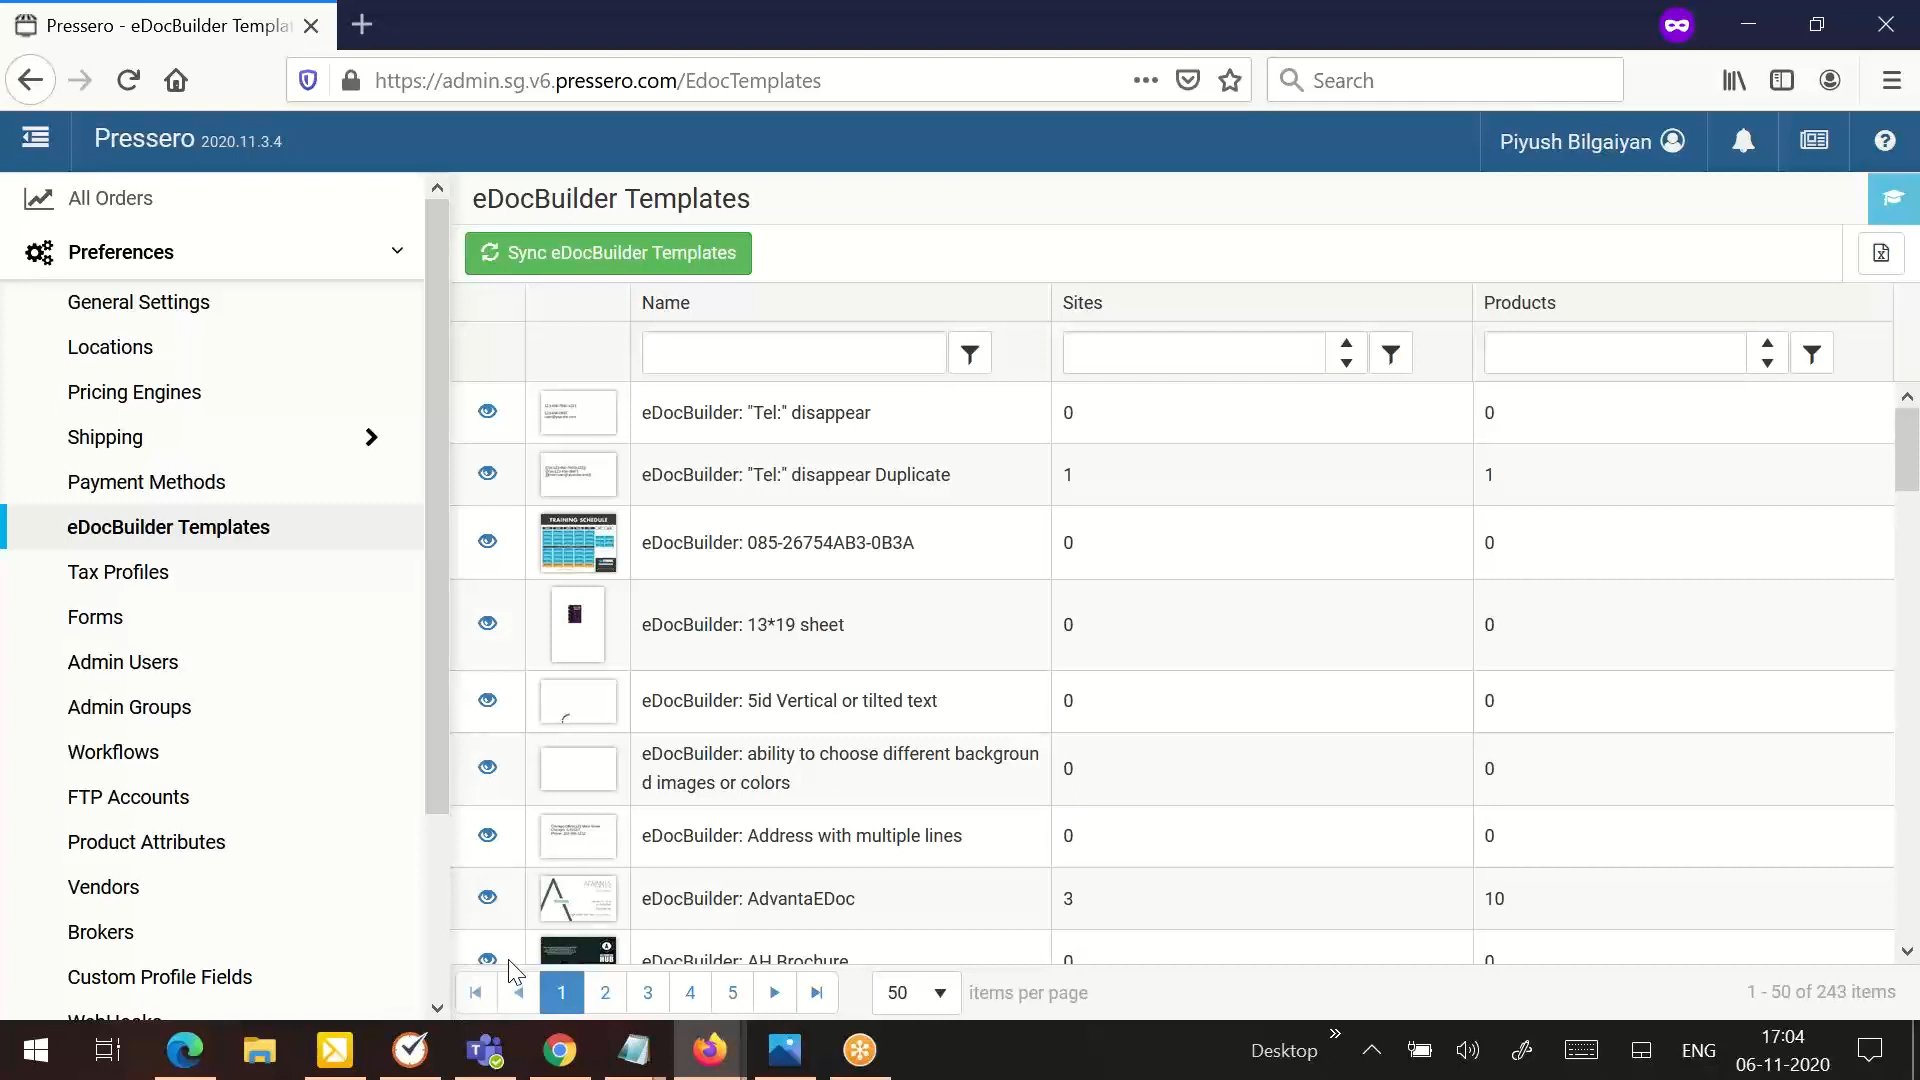 Pressero - eDocBuilder Templa
https://admin.sg.v6.pressero.com/EdocTemplates
Search
Pressero 2020.11.3.4
Piyush Bilgaiyan
All Orders
Preferences
General Settings
Locations
Pricing Engines
Shipping
Payment Methods
eDocBuilder Templates
Tax Profiles
Forms
Admin Users
Admin Groups
Workflows
FTP Accounts
Product Attributes
Vendors
Brokers
Custom Profile Fields
WebHooks
eDocBuilder Templates
Sync eDocBuilder Templates
Name Sites Products
eDocBuilder: "Tel:" disappear 0 0
eDocBuilder: "Tel:" disappear Duplicate 1 1
TRAINING SCHEDULE
eDocBuilder: 085-26754AB3-0B3A 0 0
eDocBuilder: 13*19 sheet 0 0
eDocBuilder: 5id Vertical or tilted text 0 0
eDocBuilder: ability to choose different backgroun
d images or colors 0 0
eDocBuilder: Address with multiple lines 0 0
eDocBuilder: AdvantaEDoc 3 10
eDocBuilder: AH Brochure 0 0
1 2 3 4 5 50 items per page 1 - 50 of 243 items
Desktop ENG 17:04
06-11-2020